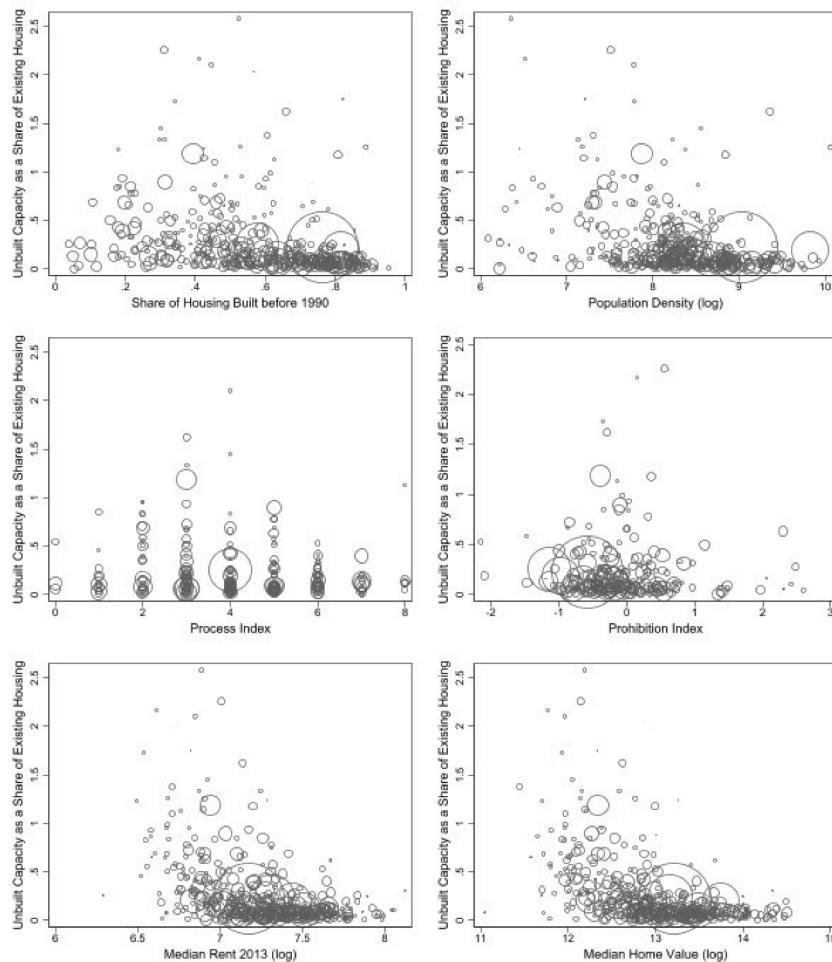 Unbuilt Capacity as a Share of Existing Housing
2.5
2
1.5
1
.5
0
0 .2 .4 .6 .8 1
Share of Housing Built before 1990
Unbuilt Capacity as a Share of Existing Housing
2.5
2
1.5
1
.5
0
6 7 8 9 10
Population Density (log)
Unbuilt Capacity as a Share of Existing Housing
2.5
2
1.5
1
.5
0
0 2 4 6 8
Process Index
Unbuilt Capacity as a Share of Existing Housing
2.5
2
1.5
1
.5
0
-2 -1 0 1 2 3
Prohibition Index
Unbuilt Capacity as a Share of Existing Housing
2.5
2
1.5
1
.5
0
6 6.5 7 7.5 8
Median Rent 2013 (log)
Unbuilt Capacity as a Share of Existing Housing
2.5
2
1.5
1
.5
0
11 12 13 14 15
Median Home Value (log)